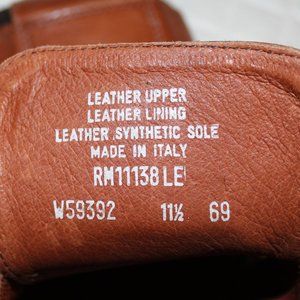 LEATHER UPPER
LEATHER LINING
LEATHER SYNTHETIC SOLE
MADE IN ITALY
RM11138 LE
W59392 11½ 69